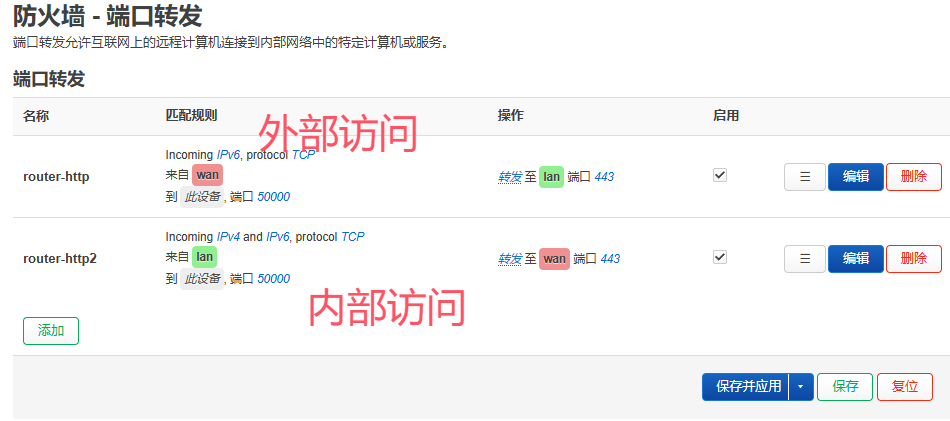 防火墙 - 端口转发
端口转发允许互联网上的远程计算机连接到内部网络中的特定计算机或服务。
端口转发
名称 匹配规则 操作 启用
外部访问
router-http
Incoming IPv6, protocol TCP
来自 wan
到 此设备, 端口 50000
转发 至 lan 端口 443
☰ 编辑 删除
router-http2
Incoming IPv4 and IPv6, protocol TCP
来自 lan
到 此设备, 端口 50000
转发 至 wan 端口 443
☰ 编辑 删除
内部访问
添加
保存并应用 保存 复位